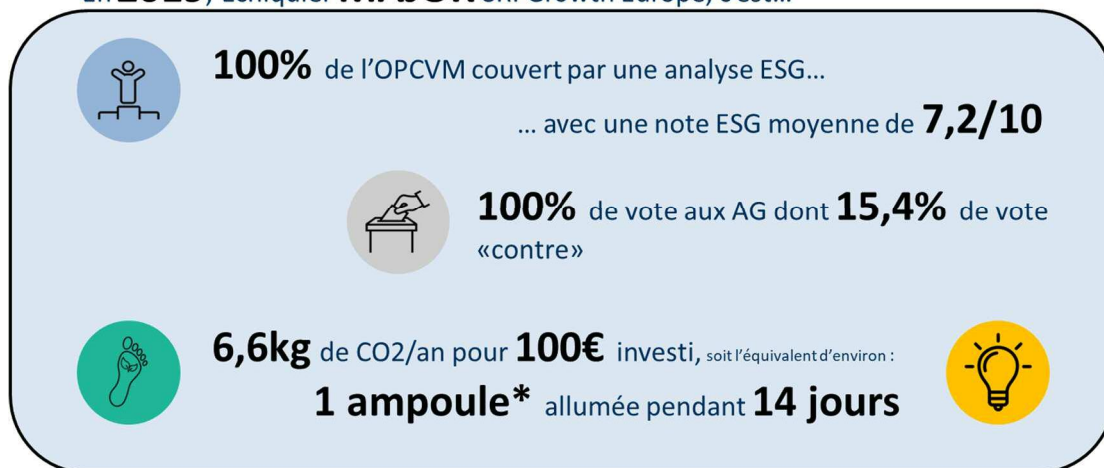 100% de l'OPCVM couvert par une analyse ESG...
... avec une note ESG moyenne de 7,2/10
100% de vote aux AG dont 15,4% de vote
«contre»
6,6kg de CO2/an pour 100€ investi, soit l'équivalent d'environ :
1 ampoule* allumée pendant 14 jours